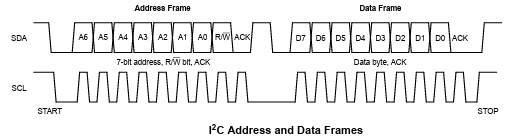 Address Frame Data Frame
SDA A6 A5 A4 A3 A2 A1 A0 R/W̅ ACK D7 D6 D5 D4 D3 D2 D1 D0 ACK
7-bit address, R/W̅ bit, ACK Data byte, ACK
SCL
START STOP
I²C Address and Data Frames